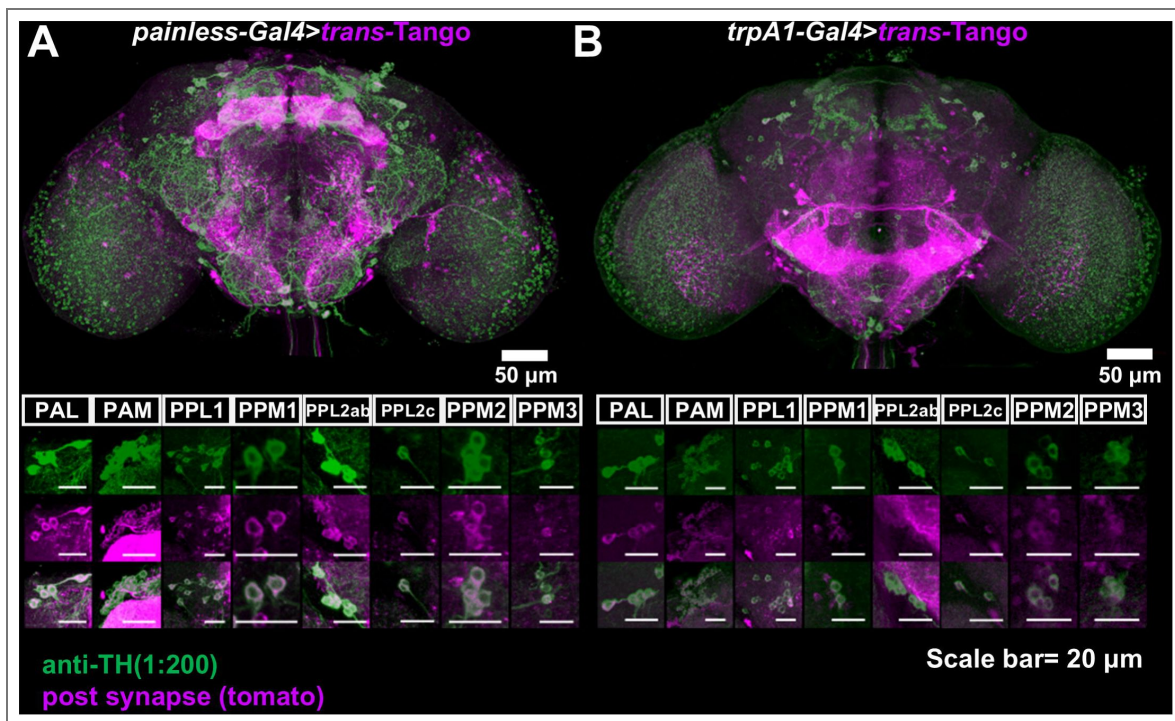 A painless-Gal4>trans-Tango
B trpA1-Gal4>trans-Tango
50 µm
50 µm
PAL PAM PPL1 PPM1 PPL2ab PPL2c PPM2 PPM3
PAL PAM PPL1 PPM1 PPL2ab PPL2c PPM2 PPM3
anti-TH(1:200)
post synapse (tomato)
Scale bar= 20 µm